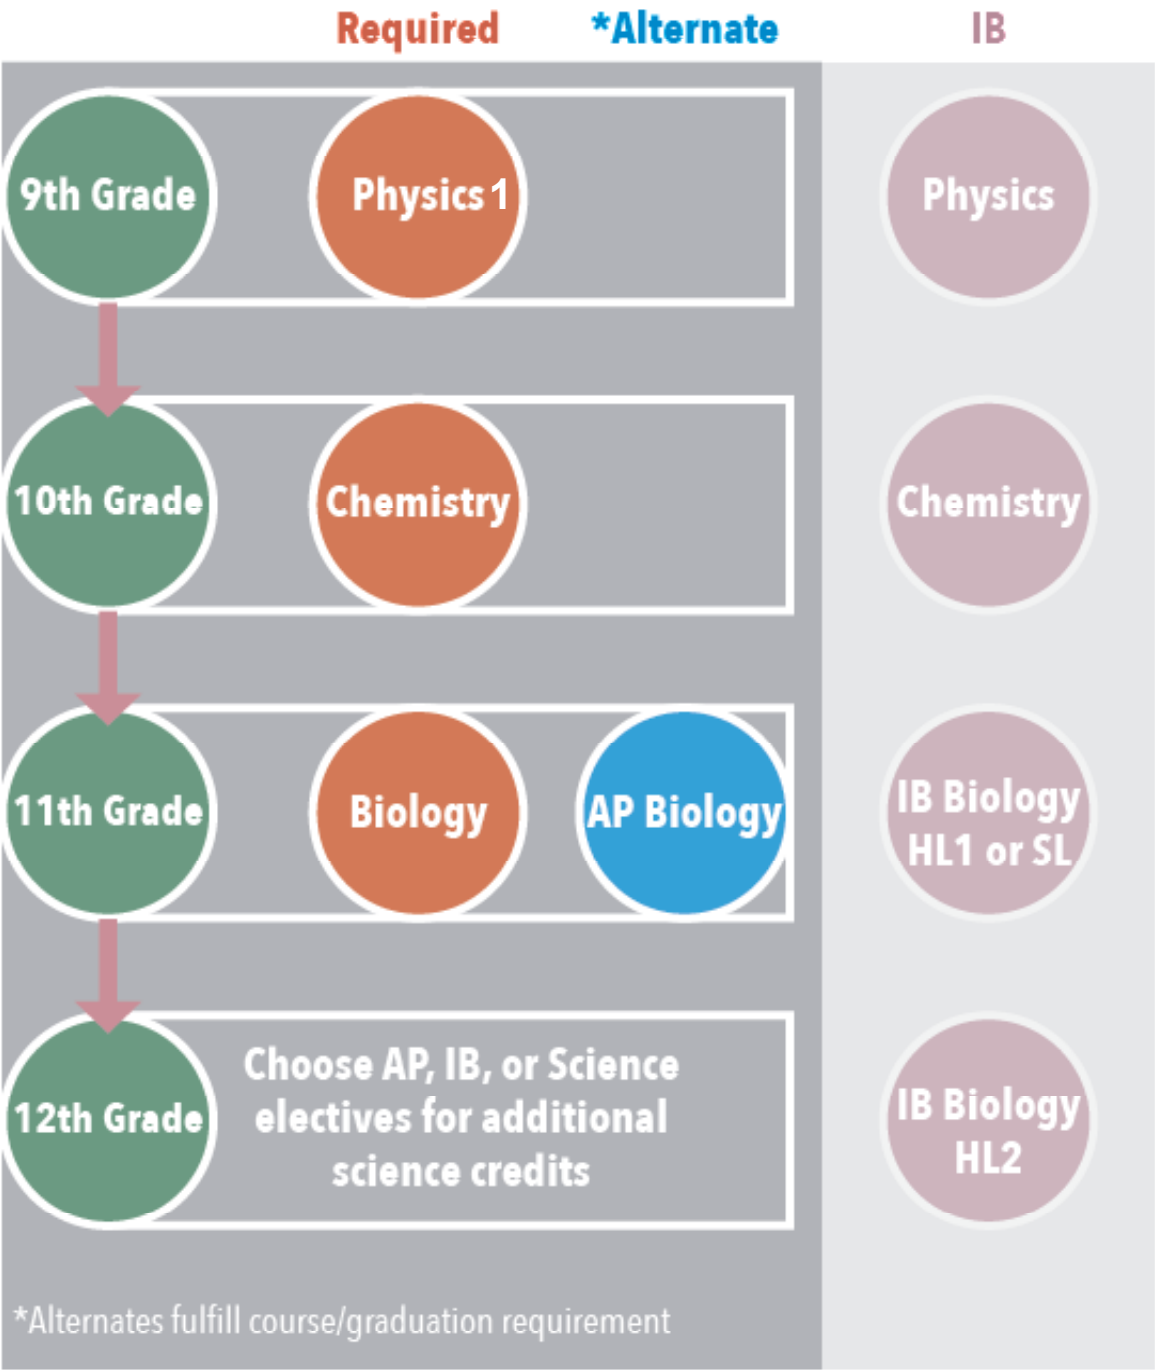 Required *Alternate IB
9th Grade Physics 1 Physics
10th Grade Chemistry Chemistry
11th Grade Biology AP Biology IB Biology
HL1 or SL
12th Grade
Choose AP, IB, or Science
electives for additional
science credits
IB Biology
HL2
*Alternates fulfill course/graduation requirement